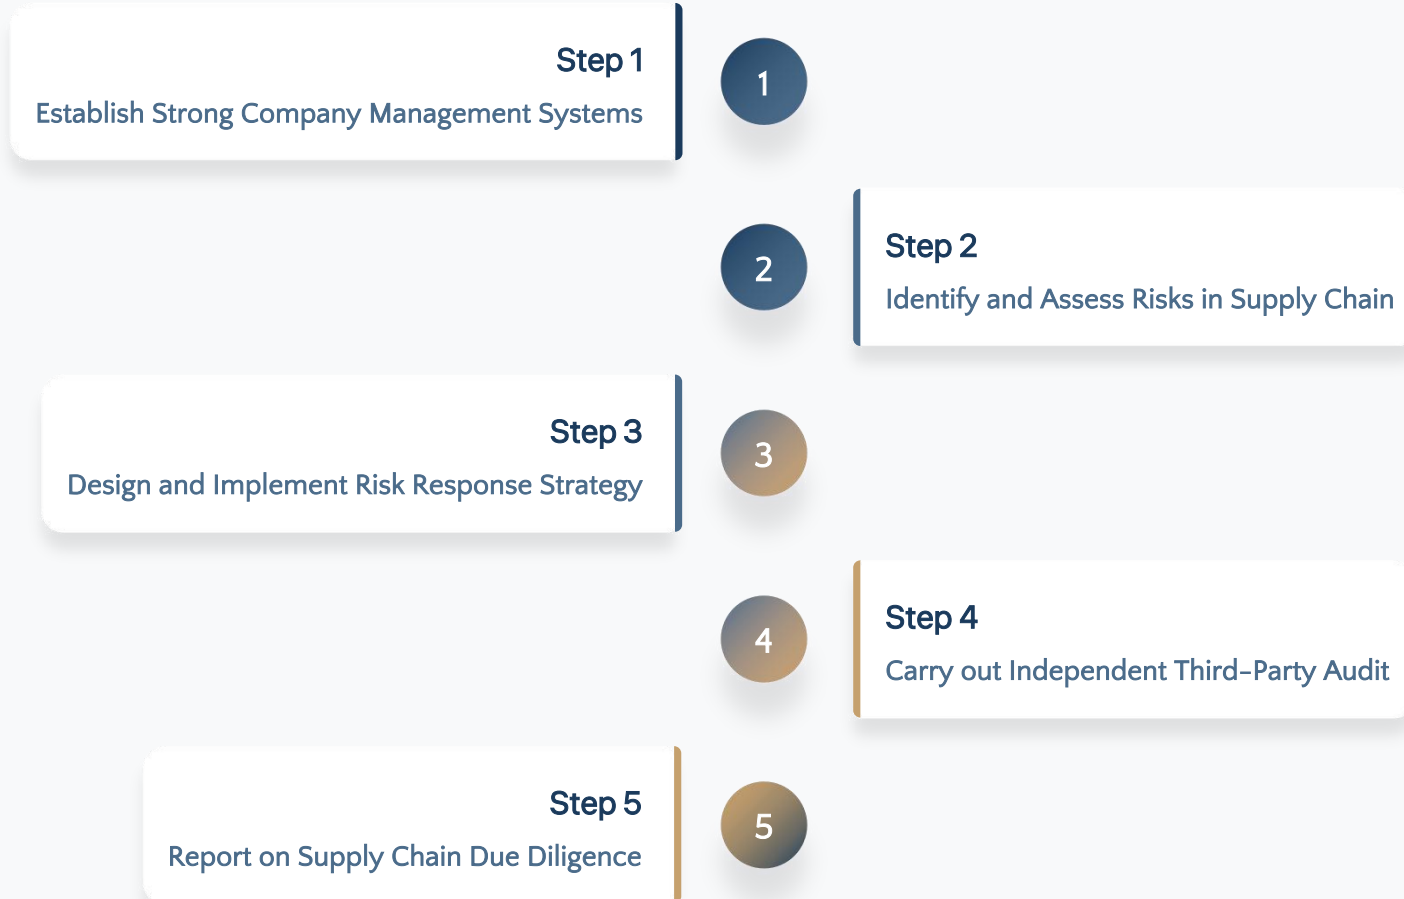 Step 1
Establish Strong Company Management Systems
1
2
Step 2
Identify and Assess Risks in Supply Chain
Step 3
Design and Implement Risk Response Strategy
3
4
Step 4
Carry out Independent Third-Party Audit
Step 5
Report on Supply Chain Due Diligence
5